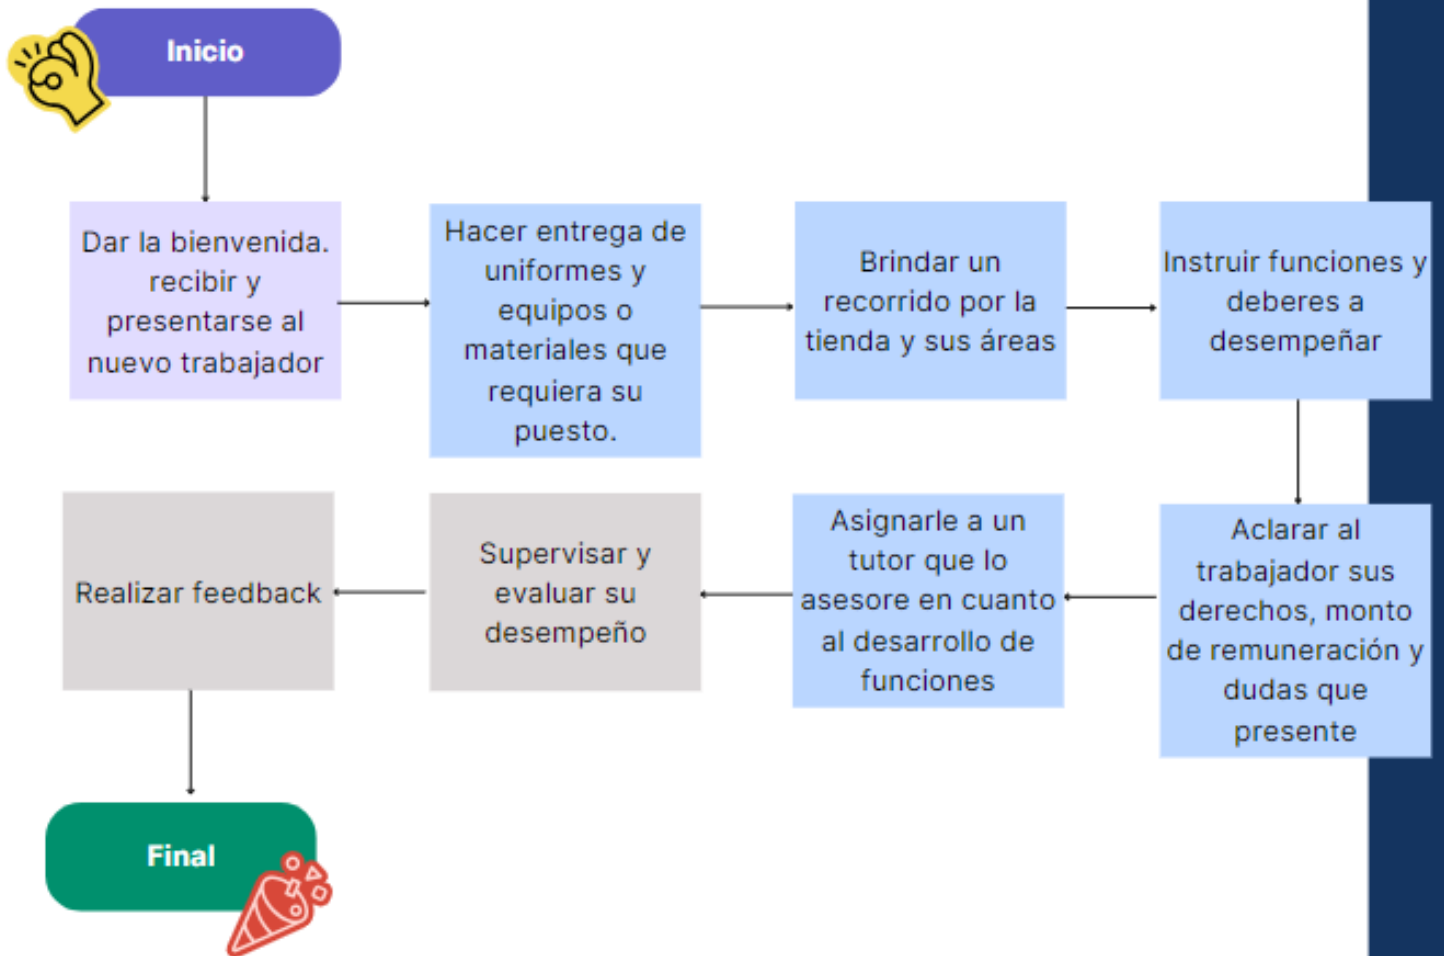 Inicio
Dar la bienvenida.
recibir y
presentarse al
nuevo trabajador
Hacer entrega de
uniformes y
equipos o
materiales que
requiera su
puesto.
Brindar un
recorrido por la
tienda y sus áreas
Instruir funciones y
deberes a
desempeñar
Aclarar al
trabajador sus
derechos, monto
de remuneración y
dudas que
presente
Asignarle a un
tutor que lo
asesore en cuanto
al desarrollo de
funciones
Supervisar y
evaluar su
desempeño
Realizar feedback
Final